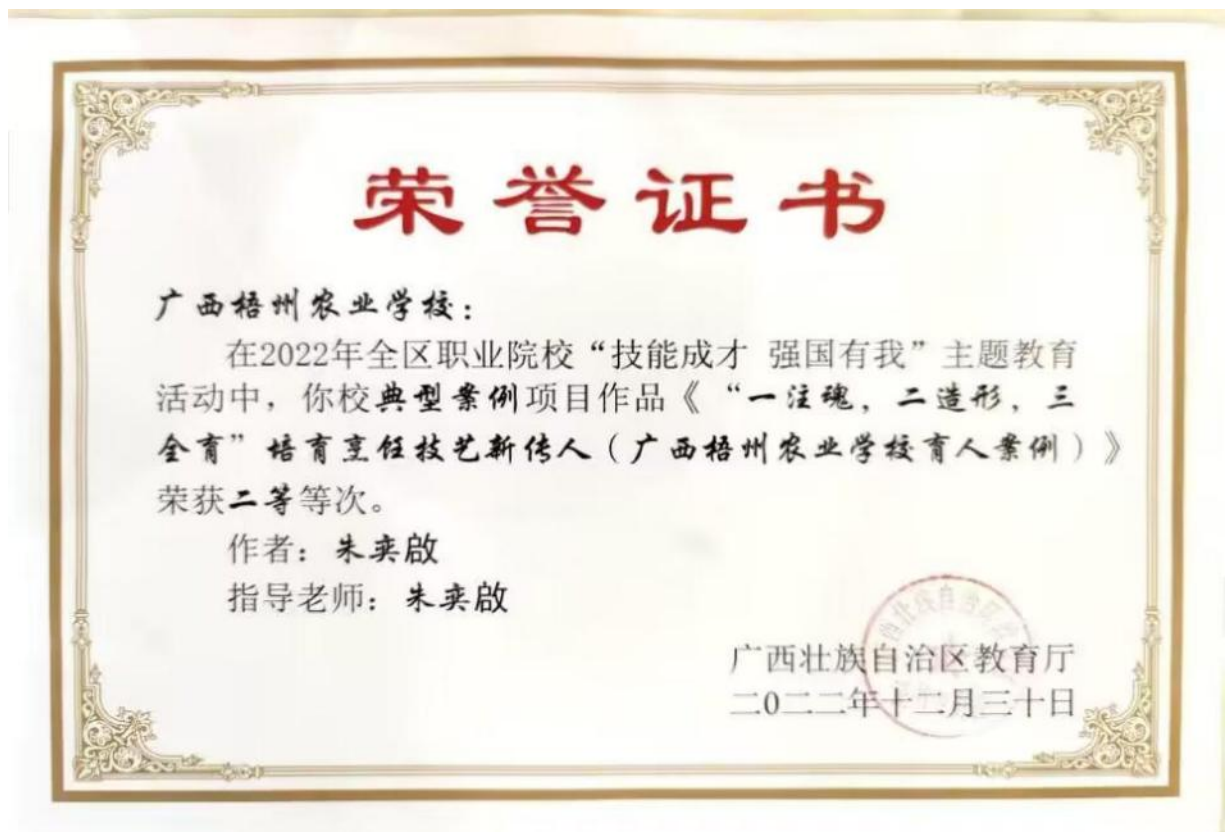 荣誉证书
广西梧州农业学校：
在2022年全区职业院校“技能成才 强国有我”主题教育
活动中，你校典型案例项目作品《“一注魂，二造形，三
全育”培育烹饪技艺新传人（广西梧州农业学校育人案例）》
荣获二等等次。
作者：朱奕啟
指导老师：朱奕啟
广西壮族自治区教育厅
二0二二年十二月三十日